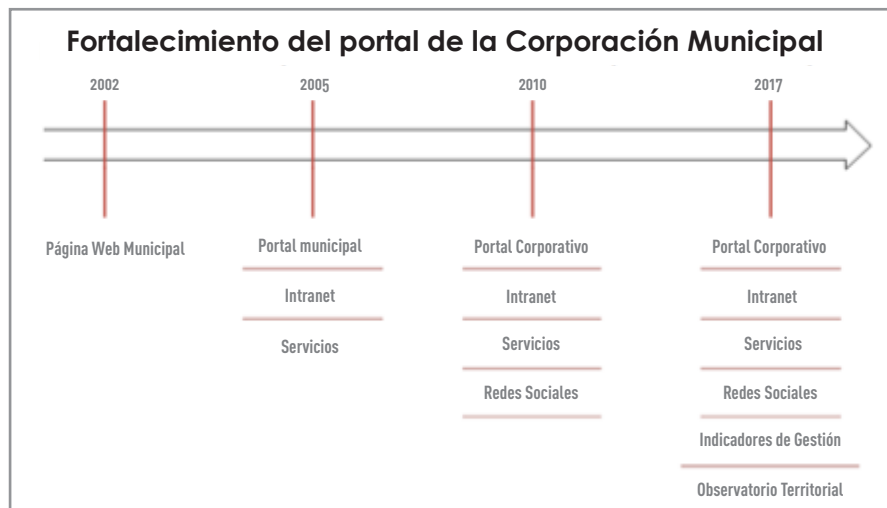 Fortalecimiento del portal de la Corporación Municipal
2002
2005
2010
2017
Página Web Municipal
Portal municipal
Intranet
Servicios
Portal Corporativo
Intranet
Servicios
Redes Sociales
Portal Corporativo
Intranet
Servicios
Redes Sociales
Indicadores de Gestión
Observatorio Territorial